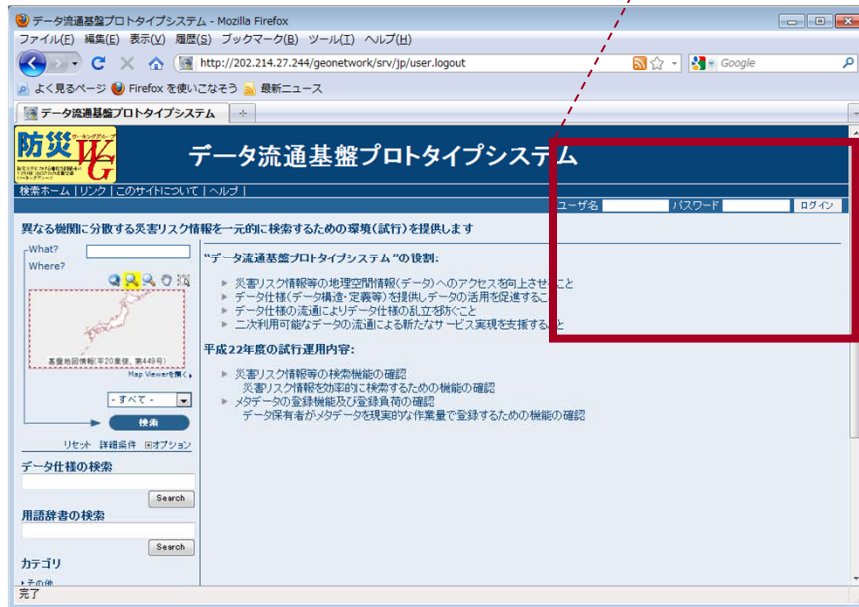 データ流通基盤プロトタイプシステム - Mozilla Firefox
ファイル(F) 編集(E) 表示(V) 履歴(S) ブックマーク(B) ツール(T) ヘルプ(H)
http://202.214.27.244/geonetwork/srv/jp/user.logout
Google
よく見るページ Firefox を使いこなそう 最新ニュース
データ流通基盤プロトタイプシステム
防災 ワーキンググループ
WG
データ流通基盤プロトタイプシステム
検索ホーム | リンク | このサイトについて | ヘルプ |
ユーザ名 パスワード ログイン
異なる機関に分散する災害リスク情報を一元的に検索するための環境(試行)を提供します
What?
Where?
基盤地図情報(平20業使、第449号)
Map Viewerを開く
- すべて -
検索
リセット 詳細条件 オプション
データ仕様の検索
Search
用語辞書の検索
Search
カテゴリ
その他
"データ流通基盤プロトタイプシステム "の役割:
災害リスク情報等の地理空間情報(データ)へのアクセスを向上させること
データ仕様(データ構造・定義等)を提供しデータの活用を促進すること
データ仕様の流通によりデータ仕様の乱立を防ぐこと
二次利用可能なデータの流通による新たなサービス実現を支援すること
平成22年度の試行運用内容:
災害リスク情報等の検索機能の確認
災害リスク情報を効率的に検索するための機能の確認
メタデータの登録機能及び登録負荷の確認
データ保有者がメタデータを現実的な作業量で登録するための機能の確認
完了